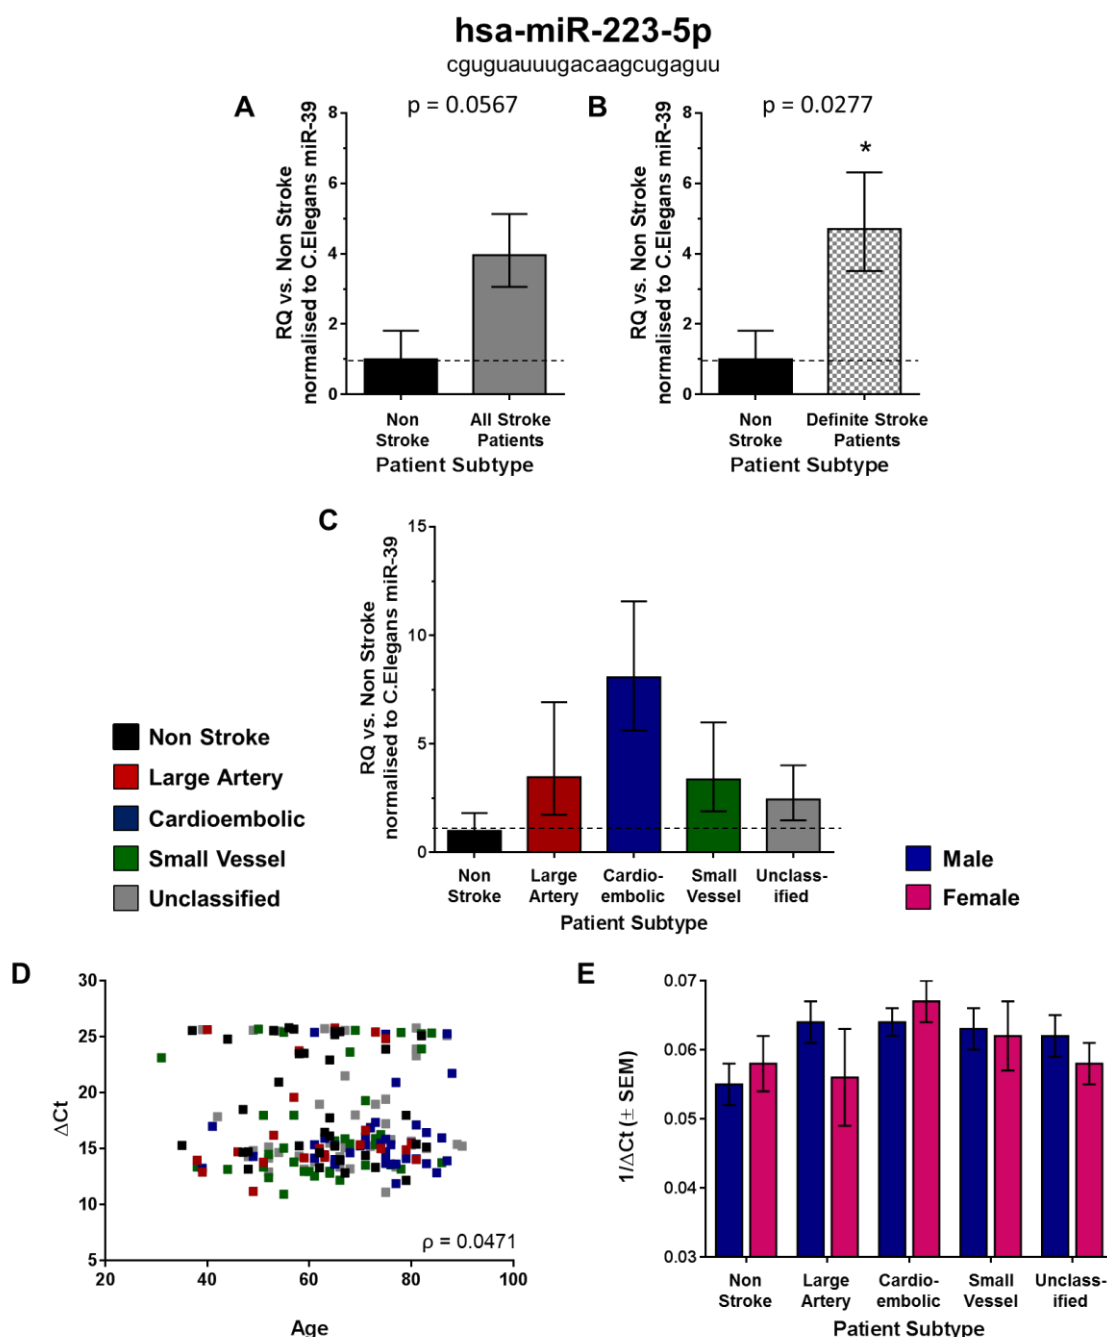 hsa-miR-223-5p
cguguauuugacaagcugaguu
A
p = 0.0567
RQ vs. Non Stroke
normalised to C.Elegans miR-39
8
6
4
2
0
Non
Stroke
All Stroke
Patients
Patient Subtype
B
p = 0.0277
*
RQ vs. Non Stroke
normalised to C.Elegans miR-39
8
6
4
2
0
Non
Stroke
Definite Stroke
Patients
Patient Subtype
C
RQ vs. Non Stroke
normalised to C.Elegans miR-39
15
10
5
0
Non
Stroke
Large
Artery
Cardio-
embolic
Small
Vessel
Unclass-
ified
Patient Subtype
Non Stroke
Large Artery
Cardioembolic
Small Vessel
Unclassified
Male
Female
D
ΔCt
30
25
20
15
10
5
ρ = 0.0471
20
40
60
80
100
Age
E
1/ΔCt (± SEM)
0.07
0.06
0.05
0.04
0.03
Non
Stroke
Large
Artery
Cardio-
embolic
Small
Vessel
Unclass-
ified
Patient Subtype